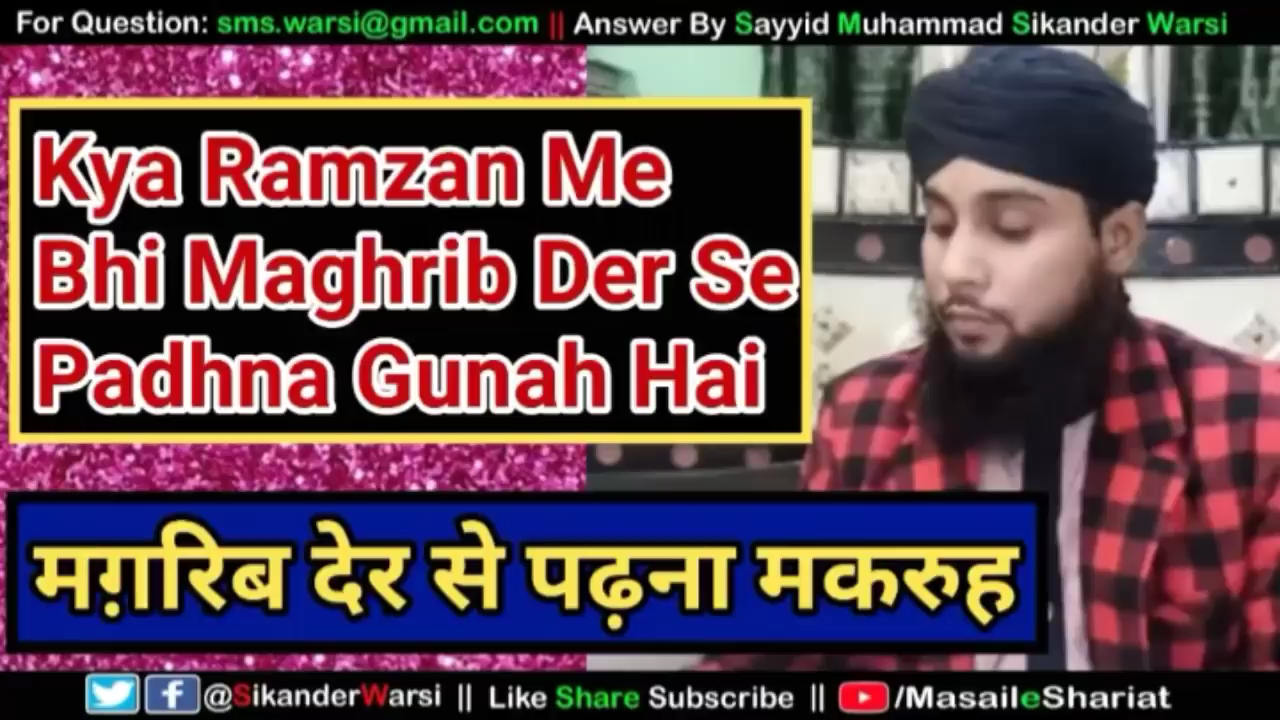 For Question: sms.warsi@gmail.com || Answer By Sayyid Muhammad Sikander Warsi
Kya Ramzan Me
Bhi Maghrib Der Se
Padhna Gunah Hai
मग़रिब देर से पढ़ना मकरुह
@SikanderWarsi || Like Share Subscribe || /MasaileShariat